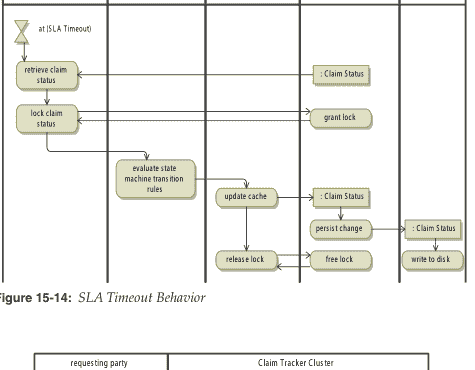 at (SLA Timeout)
retrieve claim
status
: Claim Status
lock claim
status
grant lock
evaluate state
machine transition
rules
update cache
: Claim Status
persist change
: Claim Status
release lock
free lock
write to disk
Figure 15-14: SLA Timeout Behavior
requesting party
Claim Tracker Cluster